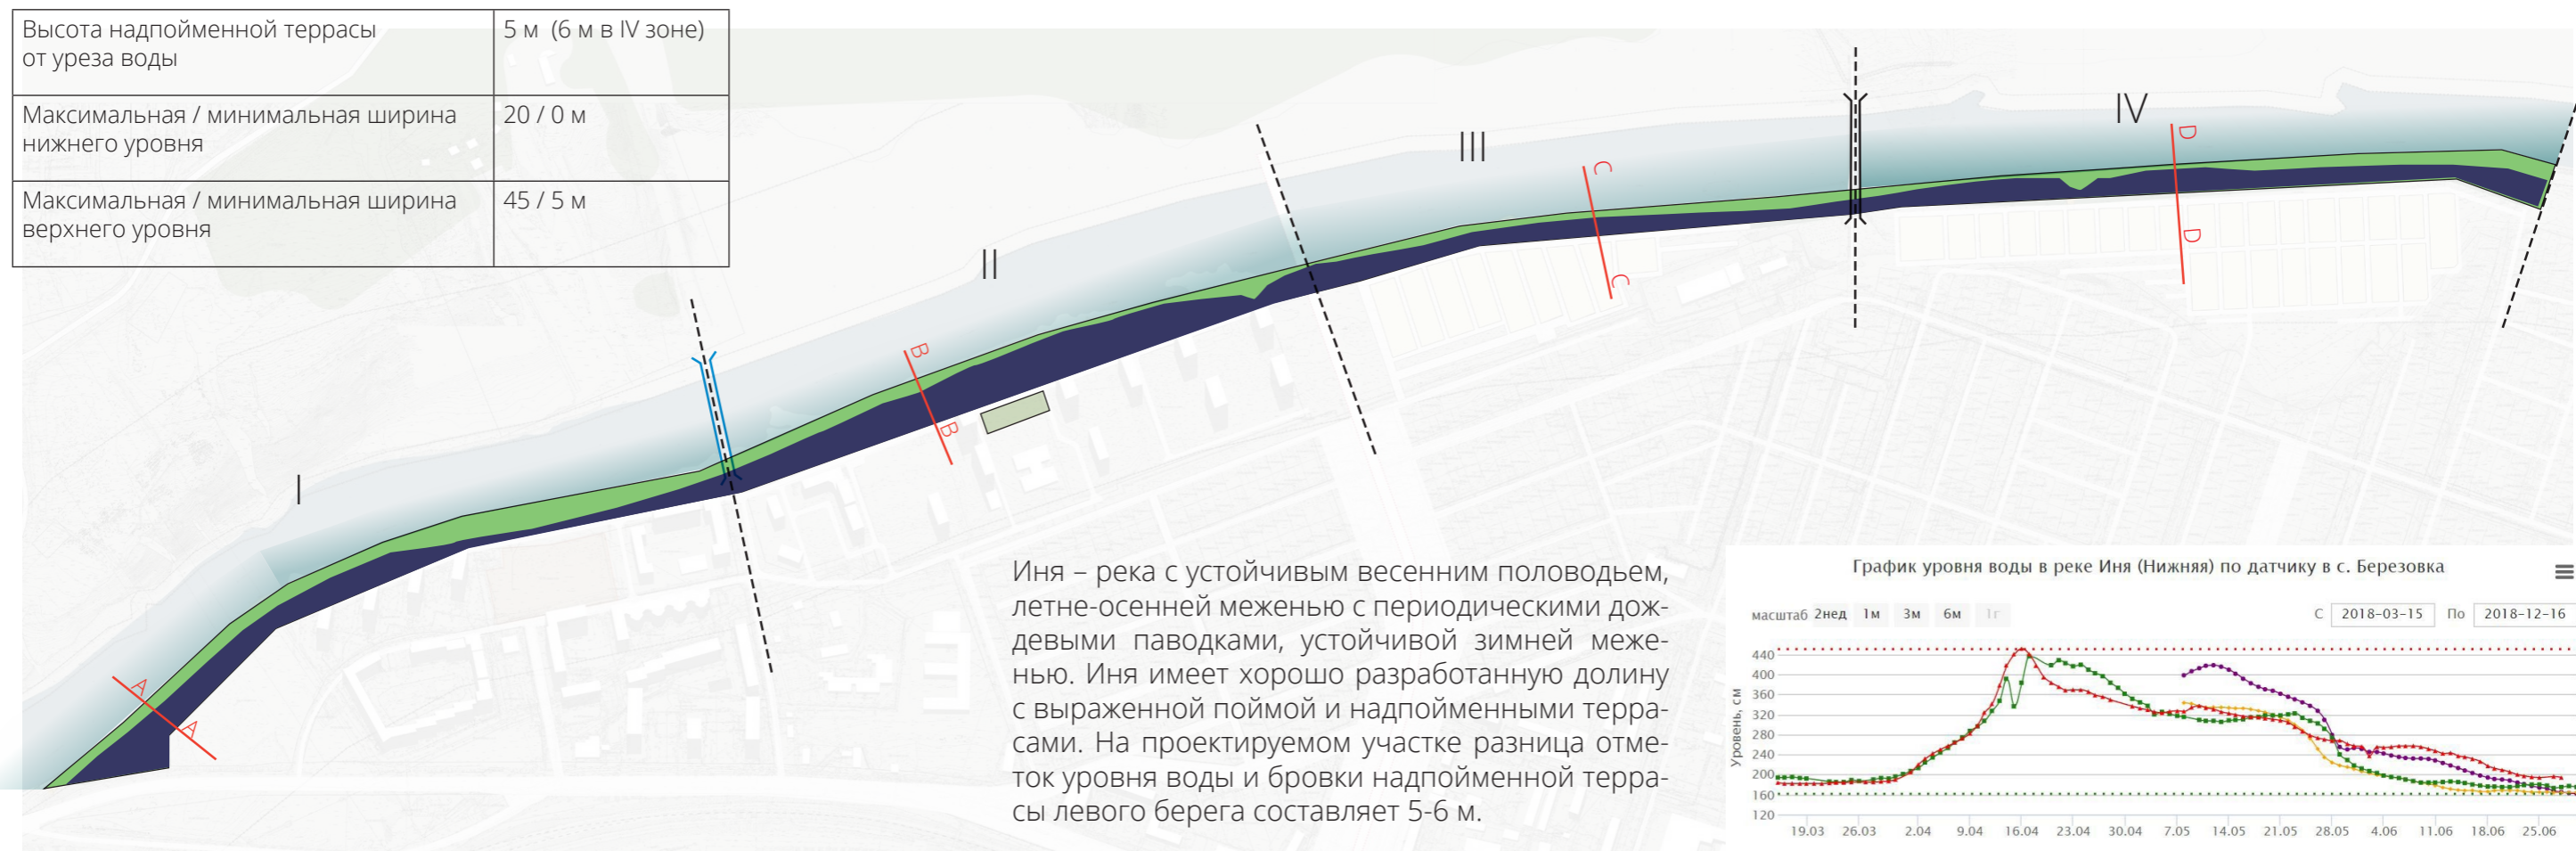 Высота надпойменной террасы
от уреза воды
5 м (6 м в IV зоне)
Максимальная / минимальная ширина
нижнего уровня
20 / 0 м
Максимальная / минимальная ширина
верхнего уровня
45 / 5 м
I
II
III
IV
A
A
B
B
C
C
D
D
Иня – река с устойчивым весенним половодьем,
летне-осенней меженью с периодическими дож-
девыми паводками, устойчивой зимней меже-
нью. Иня имеет хорошо разработанную долину
с выраженной поймой и надпойменными терра-
сами. На проектируемом участке разница отме-
ток уровня воды и бровки надпойменной терра-
сы левого берега составляет 5-6 м.
График уровня воды в реке Иня (Нижняя) по датчику в с. Березовка
масштаб 2нед 1м 3м 6м 1г
С 2018-03-15 По 2018-12-16
Уровень, см
440
400
360
320
280
240
200
160
120
19.03 26.03 2.04 9.04 16.04 23.04 30.04 7.05 14.05 21.05 28.05 4.06 11.06 18.06 25.06